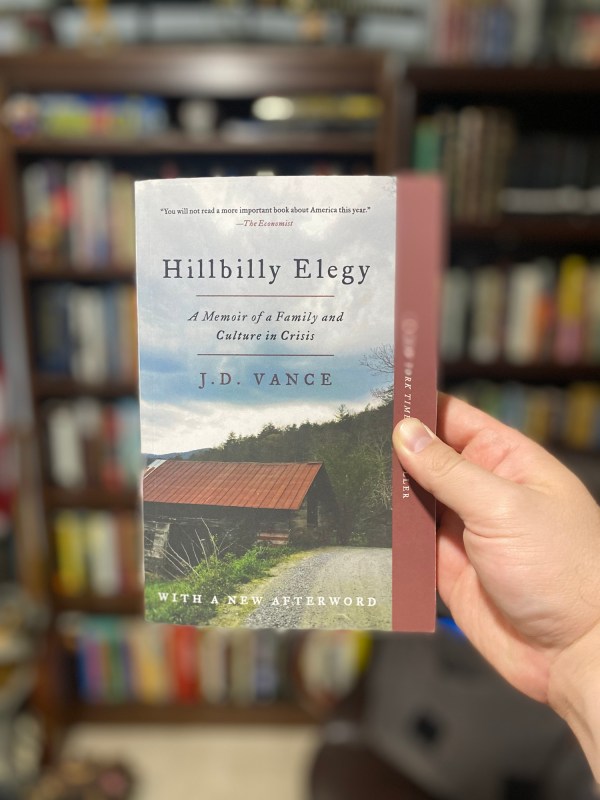 "You will not read a more important book about America this year."
—The Economist
Hillbilly Elegy
A Memoir of a Family and
Culture in Crisis
J.D. VANCE
WITH A NEW AFTERWORD